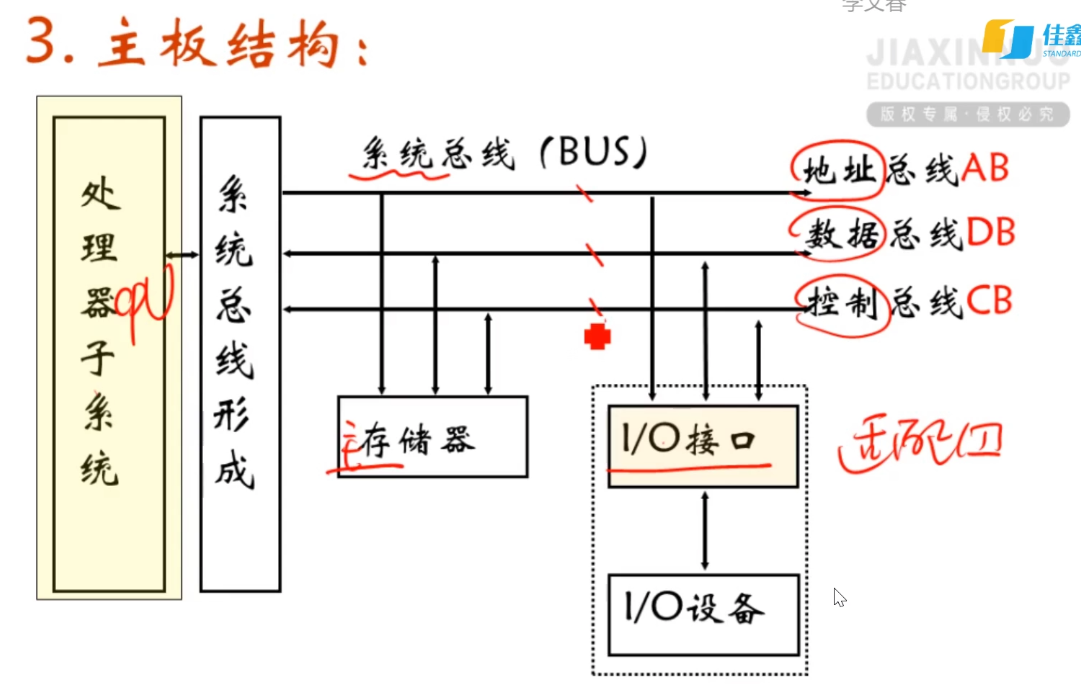 李文春
3.主板结构:
佳鑫
STANDARD
JIAXINNUO
EDUCATIONGROUP
版权专属·侵权必究
处理器子系统
cpu
系统总线形成
系统总线(BUS)
地址总线AB
数据总线DB
控制总线CB
主存储器
I/O接口
适配
I/O设备